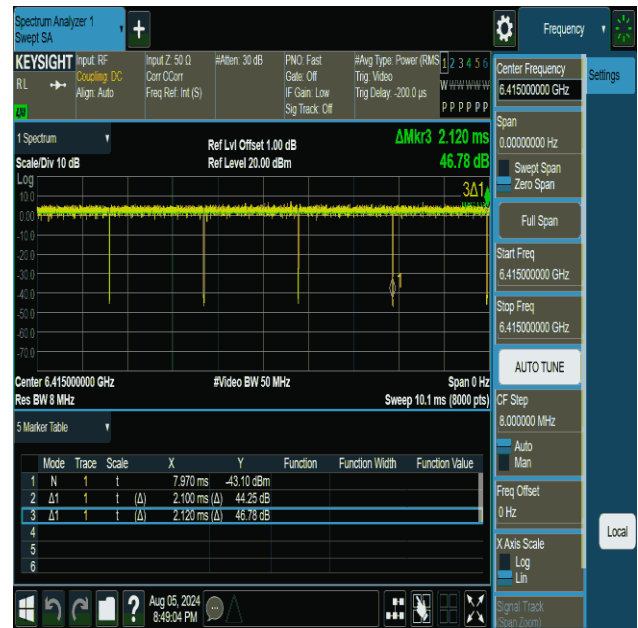 Spectrum Analyzer 1
Swept SA
+
Frequency
KEYSIGHT
RL
Input: RF
Coupling: DC
Align: Auto
Input Z: 50 Ω
Corr CCorr
Freq Ref: Int (S)
#Atten: 30 dB
PNO: Fast
Gate: Off
IF Gain: Low
Sig Track: Off
#Avg Type: Power (RMS
Trig: Video
Trig Delay: -200.0 µs
1 2 3 4 5 6
W W W W W W
P P P P P P
Center Frequency
6.415000000 GHz
Settings
Span
0.00000000 Hz
Swept Span
Zero Span
Full Span
Start Freq
6.415000000 GHz
Stop Freq
6.415000000 GHz
AUTO TUNE
CF Step
8.000000 MHz
Auto
Man
Freq Offset
0 Hz
X Axis Scale
Log
Lin
Signal Track
(Span Zoom)
Local
1 Spectrum
Scale/Div 10 dB
Ref Lvl Offset 1.00 dB
Ref Level 20.00 dBm
ΔMkr3 2.120 ms
46.78 dB
Log
10.0
0.00
-10.0
-20.0
-30.0
-40.0
-50.0
-60.0
-70.0
3Δ1
1
Center 6.415000000 GHz
#Video BW 50 MHz
Span 0 Hz
Res BW 8 MHz
Sweep 10.1 ms (8000 pts)
5 Marker Table
Mode Trace Scale X Y Function Function Width Function Value
1 N 1 t 7.970 ms -43.10 dBm
2 Δ1 1 t (Δ) 2.100 ms (Δ) 44.25 dB
3 Δ1 1 t (Δ) 2.120 ms (Δ) 46.78 dB
4
5
6
?
Aug 05, 2024
8:49:04 PM